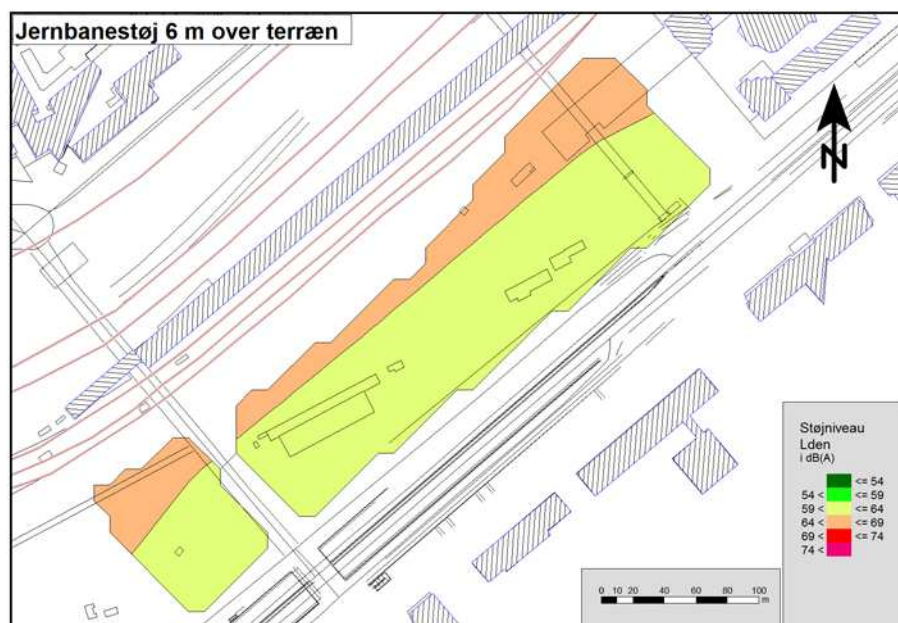 Jernbanestøj 6 m over terræn
N
Støjniveau
Lden
i dB(A)
<= 54
54 < <= 59
59 < <= 64
64 < <= 69
69 < <= 74
74 <
0 10 20 40 60 80 100
m